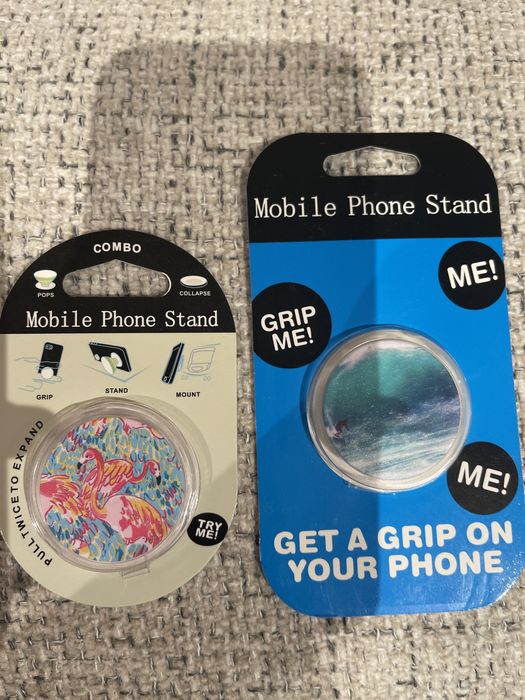 COMBO
POPS
COLLAPSE
Mobile Phone Stand
GRIP
STAND
MOUNT
PULL TWICE TO EXPAND
TRY
ME!
Mobile Phone Stand
ME!
GRIP
ME!
ME!
GET A GRIP ON
YOUR PHONE